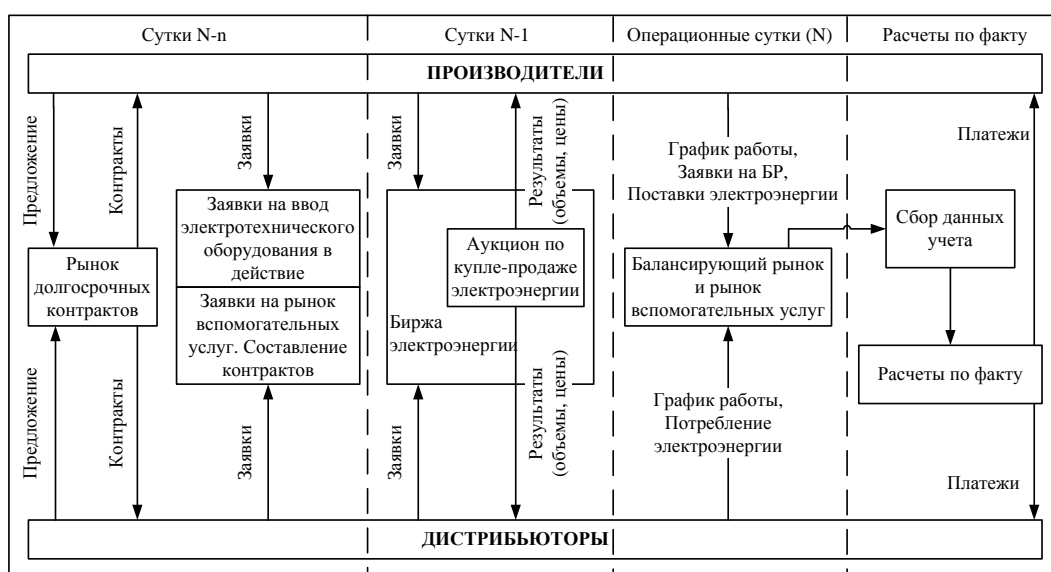 Сутки N-n
Сутки N-1
Операционные сутки (N)
Расчеты по факту
ПРОИЗВОДИТЕЛИ
Предложение
Контракты
Заявки
Заявки
Результаты
(объемы, цены)
График работы,
Заявки на БР,
Поставки электроэнергии
Платежи
Рынок
долгосрочных
контрактов
Заявки на ввод
электротехнического
оборудования в
действие
Заявки на рынок
вспомогательных
услуг. Составление
контрактов
Аукцион по
купле-продаже
электроэнергии
Биржа
электроэнергии
Балансирующий рынок
и рынок
вспомогательных услуг
Сбор данных
учета
Расчеты по факту
Предложение
Контракты
Заявки
Заявки
Результаты
(объемы, цены)
График работы,
Потребление
электроэнергии
Платежи
ДИСТРИБЬЮТОРЫ